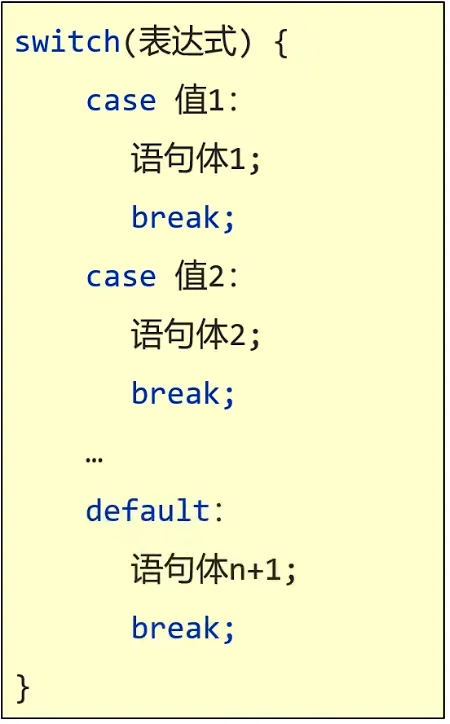 switch(表达式) {
case 值1:
语句体1;
break;
case 值2:
语句体2;
break;
…
default:
语句体n+1;
break;
}